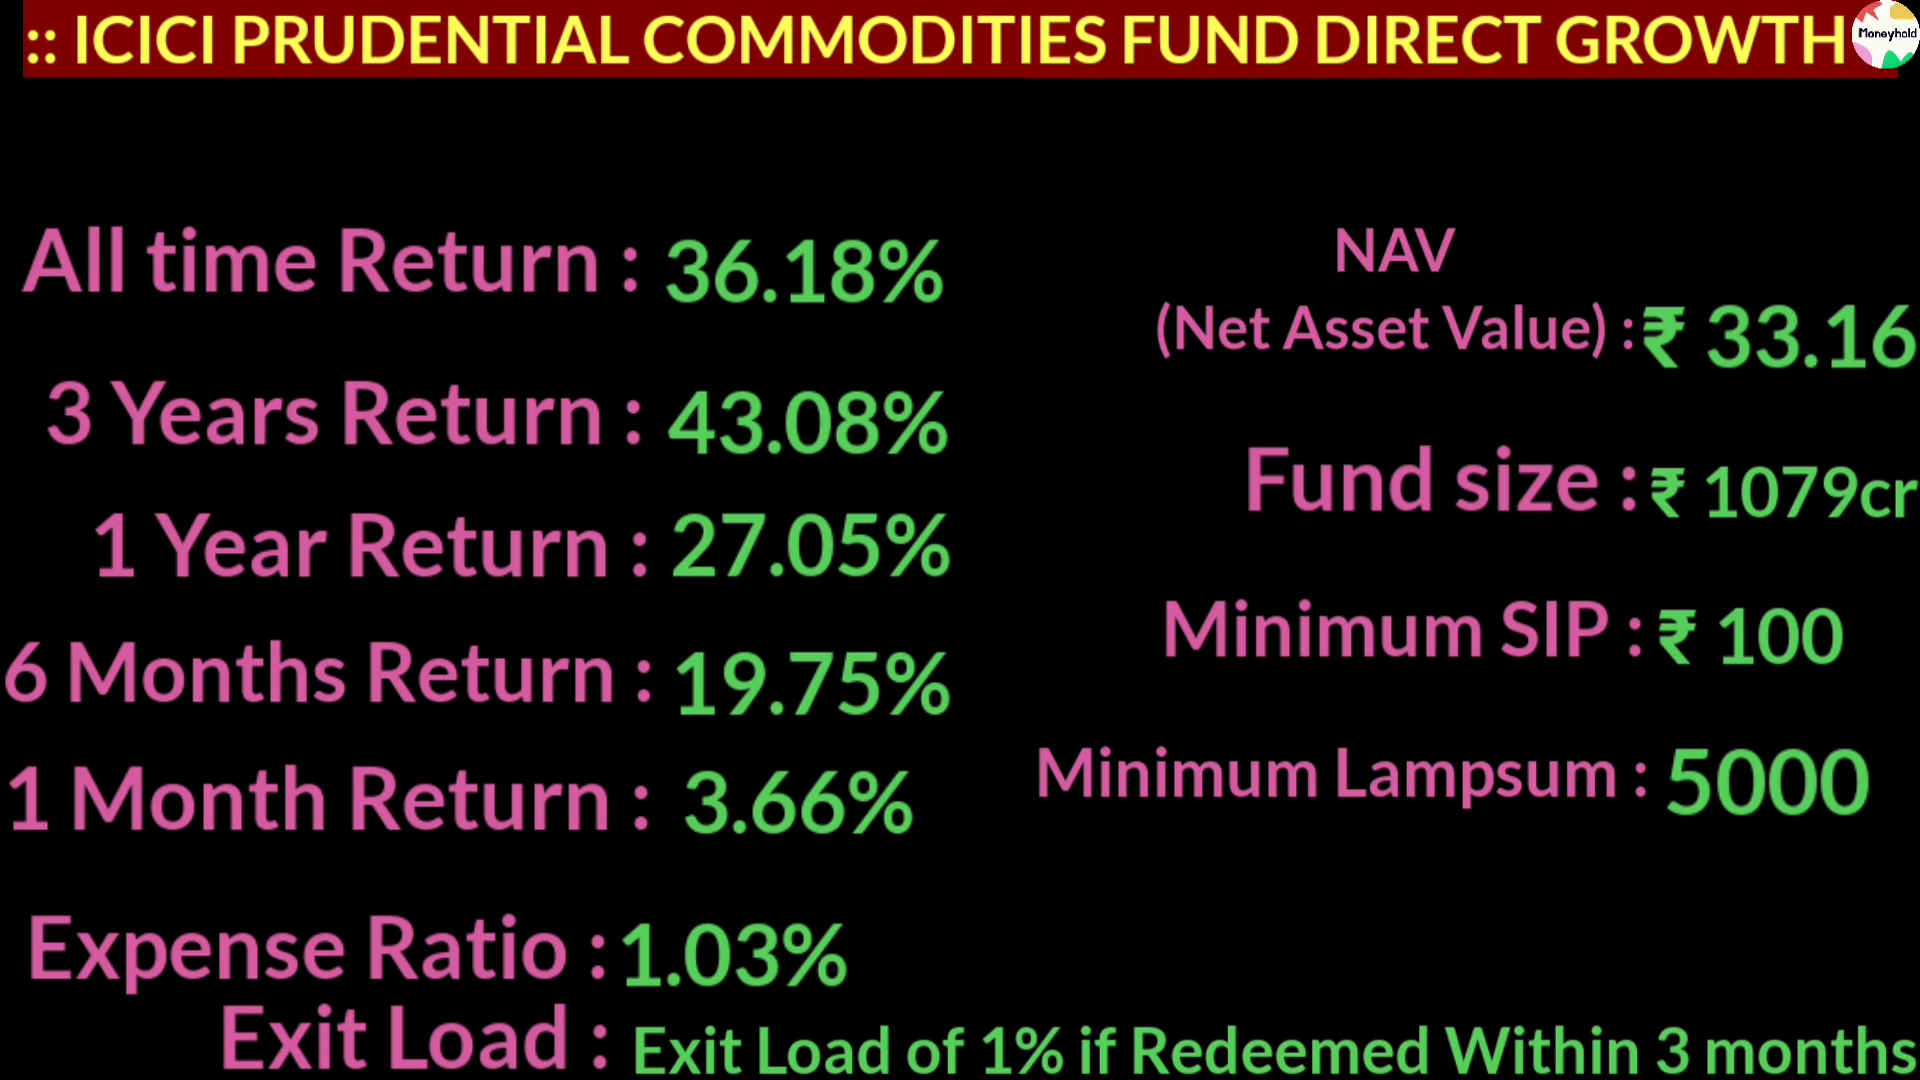 :: ICICI PRUDENTIAL COMMODITIES FUND DIRECT GROWTH
Moneyhold
All time Return : 36.18%
3 Years Return : 43.08%
1 Year Return : 27.05%
6 Months Return : 19.75%
1 Month Return : 3.66%
Expense Ratio : 1.03%
Exit Load : Exit Load of 1% if Redeemed Within 3 months
NAV
(Net Asset Value) : ₹ 33.16
Fund size : ₹ 1079cr
Minimum SIP : ₹ 100
Minimum Lampsum : 5000